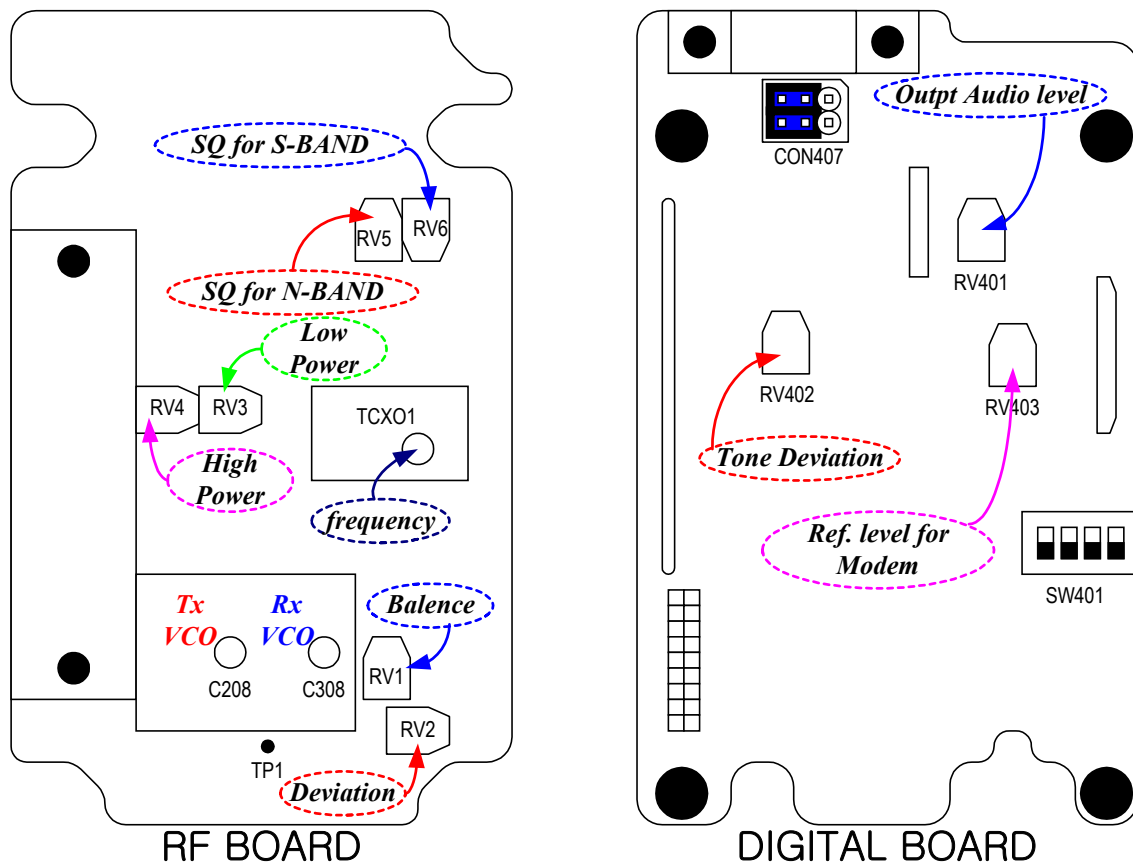 SQ for S-BAND
RV5
RV6
SQ for N-BAND
Low
Power
RV4
RV3
TCXO1
High
Power
frequency
Tx
VCO
Rx
VCO
Balence
C208
C308
RV1
RV2
TP1
Deviation
RF BOARD
Outpt Audio level
CON407
RV401
RV402
RV403
Tone Deviation
Ref. level for
Modem
SW401
DIGITAL BOARD